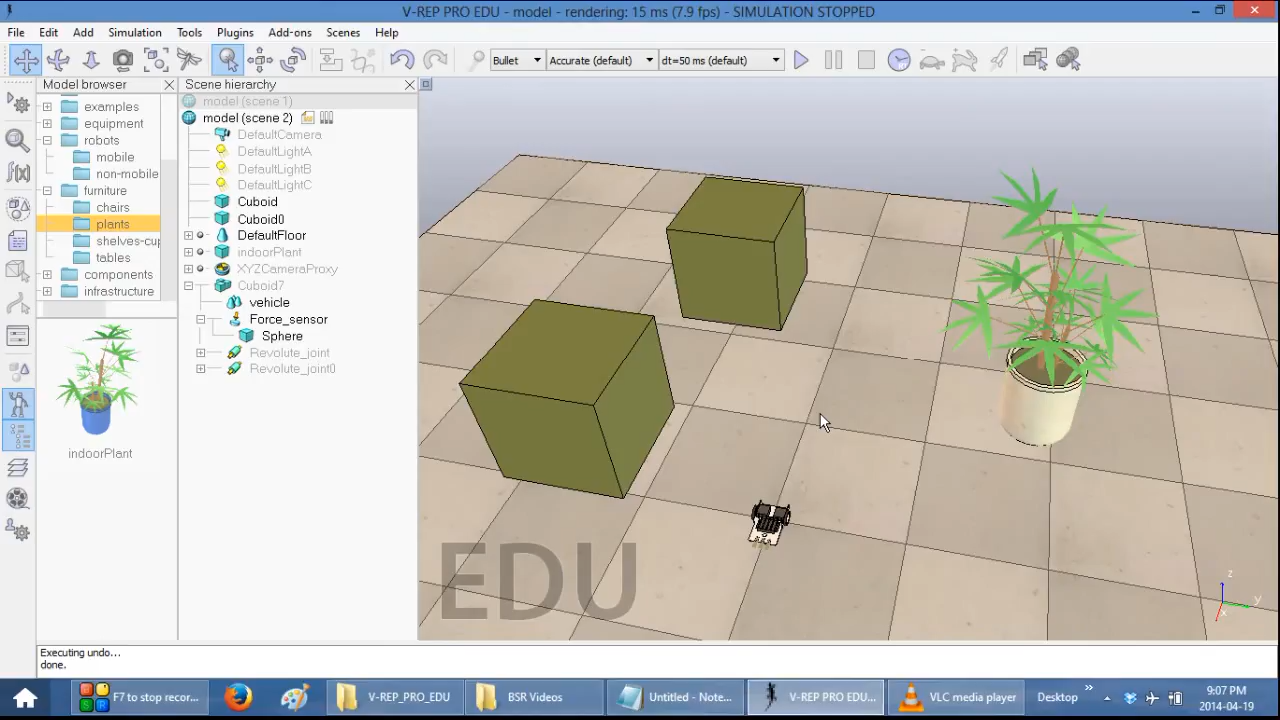 V-REP PRO EDU - model - rendering: 15 ms (7.9 fps) - SIMULATION STOPPED
File Edit Add Simulation Tools Plugins Add-ons Scenes Help
Bullet Accurate (default) dt=50 ms (default)
Model browser
examples
equipment
robots
mobile
non-mobile
furniture
chairs
plants
shelves-cup
tables
components
infrastructure
indoorPlant
Scene hierarchy
model (scene 1)
model (scene 2)
DefaultCamera
DefaultLightA
DefaultLightB
DefaultLightC
Cuboid
Cuboid0
DefaultFloor
indoorPlant
XYZCameraProxy
Cuboid7
vehicle
Force_sensor
Sphere
Revolute_joint
Revolute_joint0
EDU
z
y
x
Executing undo...
done.
F7 to stop recor... V-REP_PRO_EDU BSR Videos Untitled - Note... V-REP PRO EDU... VLC media player Desktop » 9:07 PM
2014-04-19